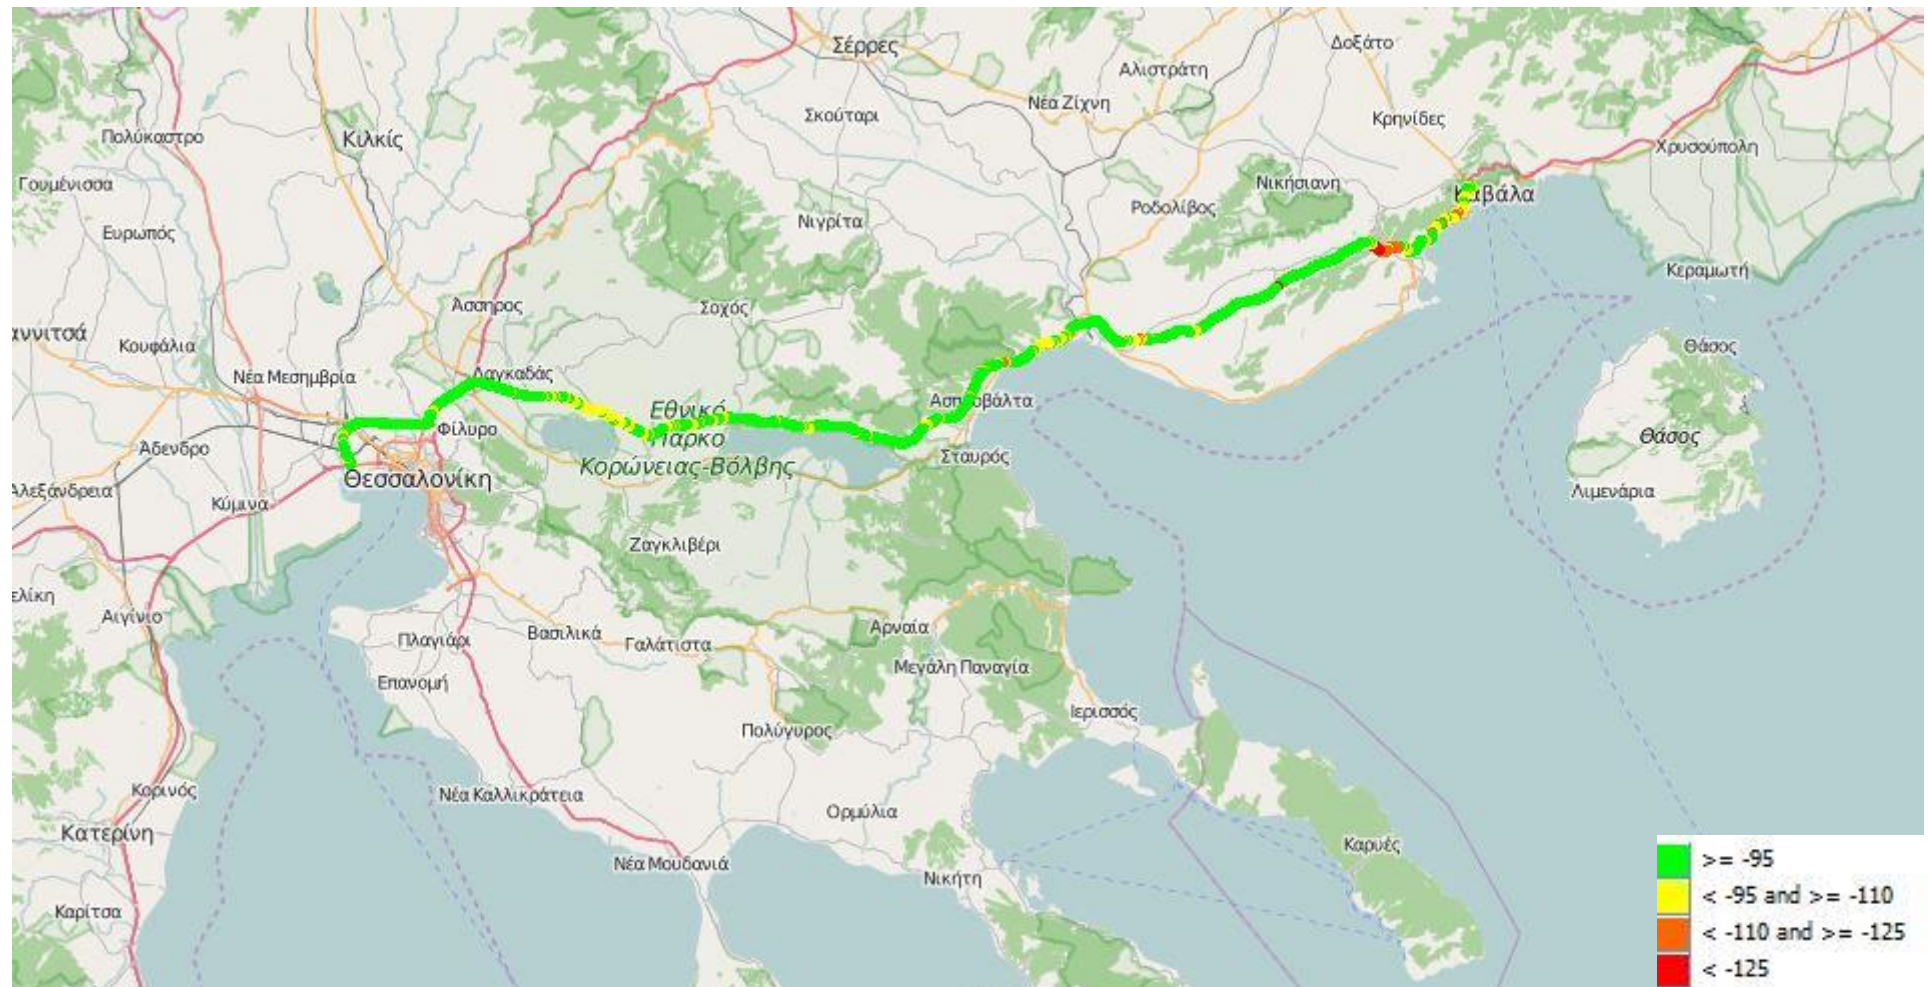 Σέρρες
Δοξάτο
Αλιστράτη
Νέα Ζίχνη
Σκούταρι
Κρηνίδες
Πολύκαστρο
Κιλκίς
Χρυσούπολη
Γουμένισσα
Νικήσιανη
Καβάλα
Ροδολίβος
Νιγρίτα
Ευρωπός
Κεραμωτή
Άσσηρος
Σοχός
αννιτσά
Κουφάλια
Θάσος
Νέα Μεσημβρία
Λαγκαδάς
Ασπροβάλτα
Εθνικό
Πάρκο
Κορώνειας-Βόλβης
Φίλυρο
Θάσος
Άδενδρο
Σταυρός
Θεσσαλονίκη
Αλεξάνδρεια
Κύμινα
Λιμενάρια
Ζαγκλιβέρι
ελίκη
Αιγίνιο
Πλαγιάρι
Βασιλικά
Γαλάτιστα
Αρναία
Μεγάλη Παναγία
Επανομή
Ιερισσός
Πολύγυρος
Κορινός
Νέα Καλλικράτεια
Ορμύλια
Κατερίνη
Καρυές
Νέα Μουδανιά
Νικήτη
Καρίτσα
>= -95
< -95 and >= -110
< -110 and >= -125
< -125